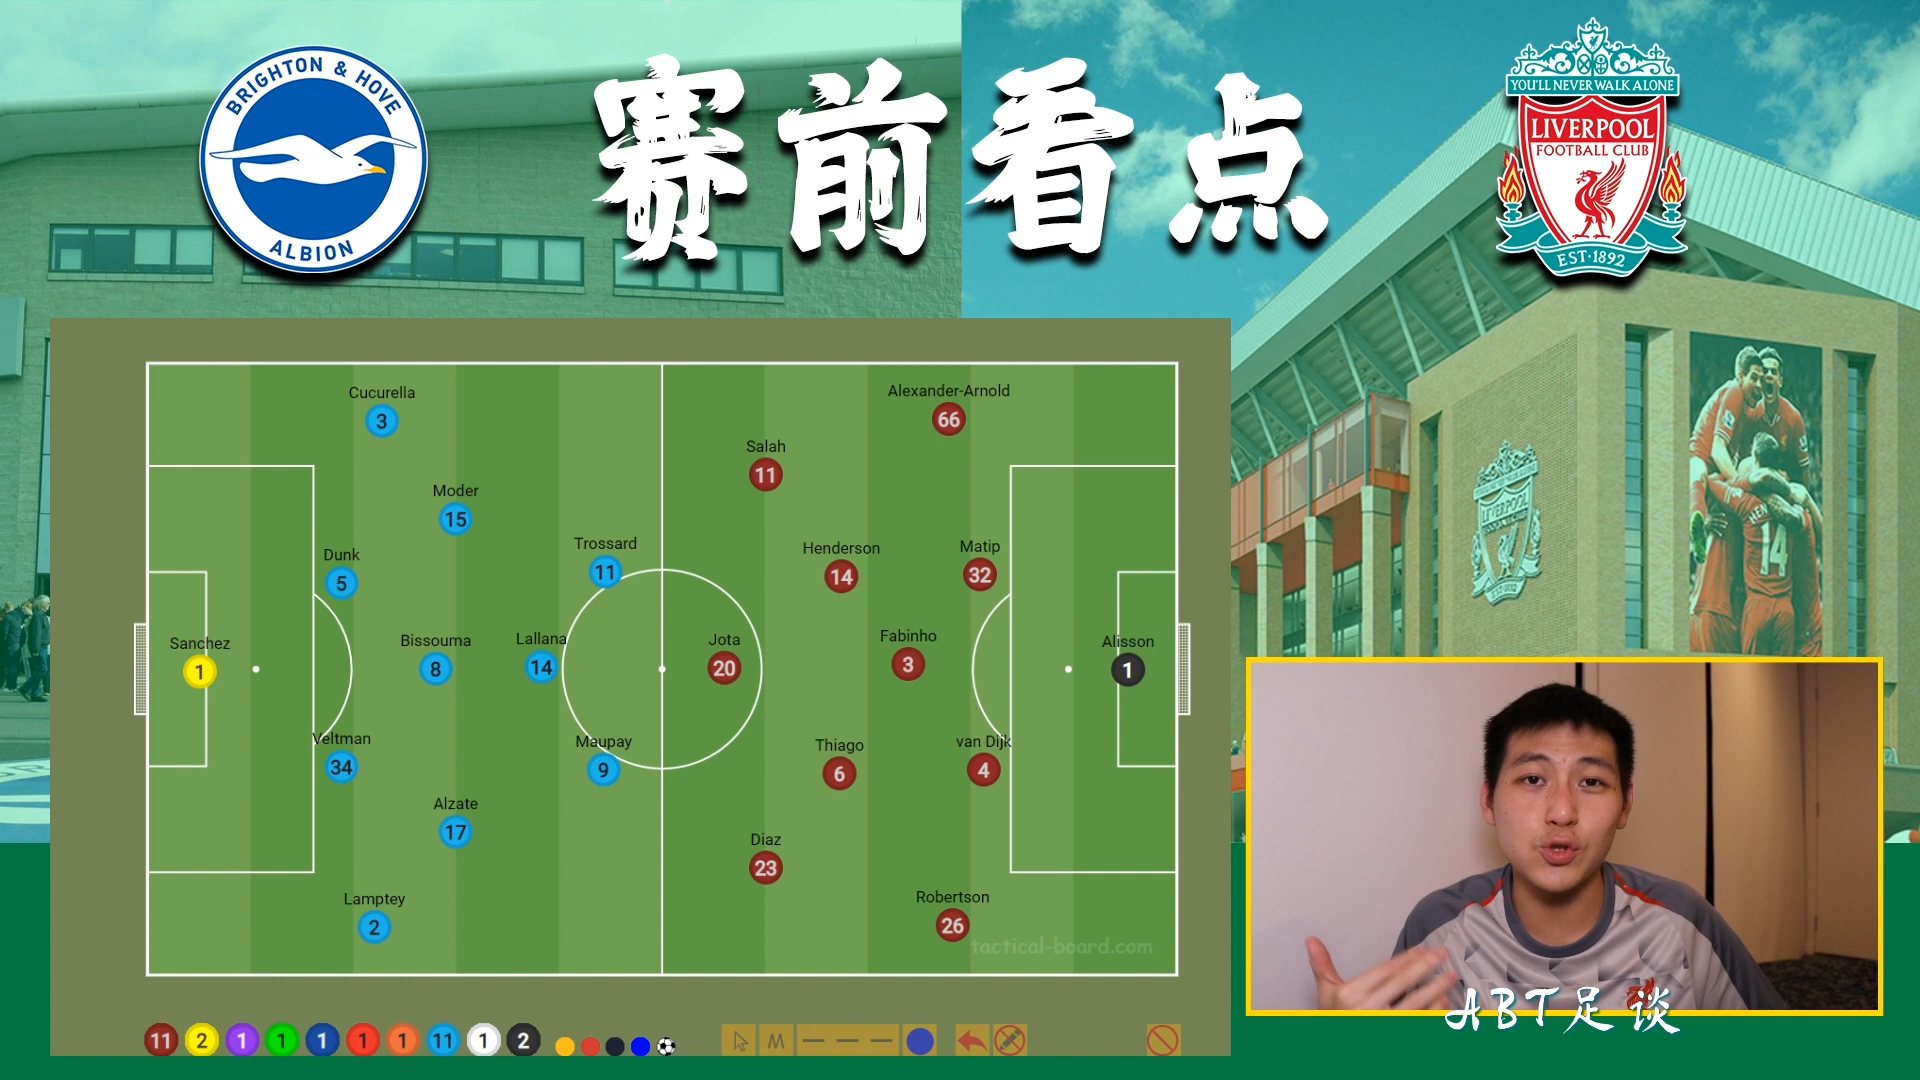 BRIGHTON & HOVE
ALBION
赛前看点
YOU'LL NEVER WALK ALONE
LIVERPOOL
FOOTBALL CLUB
EST·1892
Cucurella
3
Alexander-Arnold
66
Salah
11
Moder
15
Trossard
11
Henderson
14
Matip
32
Dunk
5
Sanchez
1
Bissouma
8
Lallana
14
Jota
20
Fabinho
3
Alisson
1
Veltman
34
Maupay
9
Thiago
6
van Dijk
4
Alzate
17
Diaz
23
Lamptey
2
Robertson
26
tactical-board.com
11 2 1 1 1 1 1 11 1 2
M
LIVERPOOL
14
ABT足谈